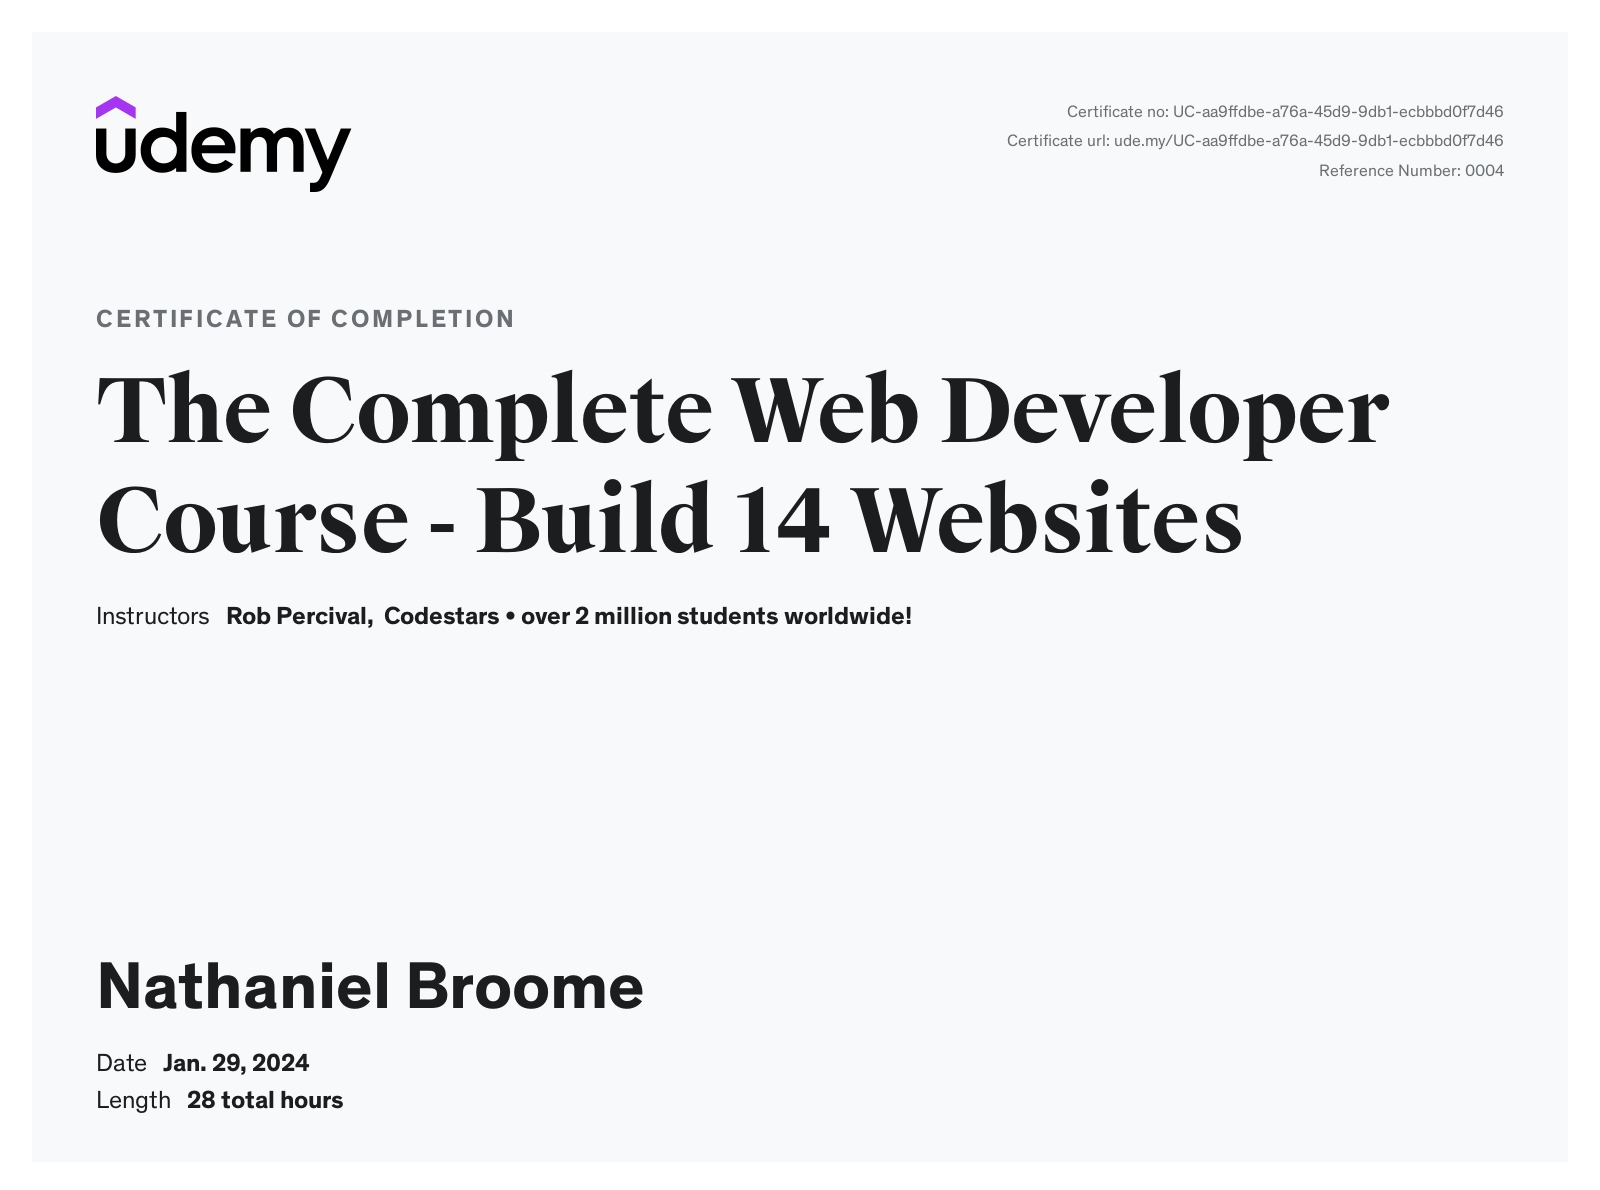 udemy
Certificate no: UC-aa9ffdbe-a76a-45d9-9db1-ecbbbd0f7d46
Certificate url: ude.my/UC-aa9ffdbe-a76a-45d9-9db1-ecbbbd0f7d46
Reference Number: 0004
CERTIFICATE OF COMPLETION
The Complete Web Developer
Course - Build 14 Websites
Instructors Rob Percival, Codestars • over 2 million students worldwide!
Nathaniel Broome
Date Jan. 29, 2024
Length 28 total hours